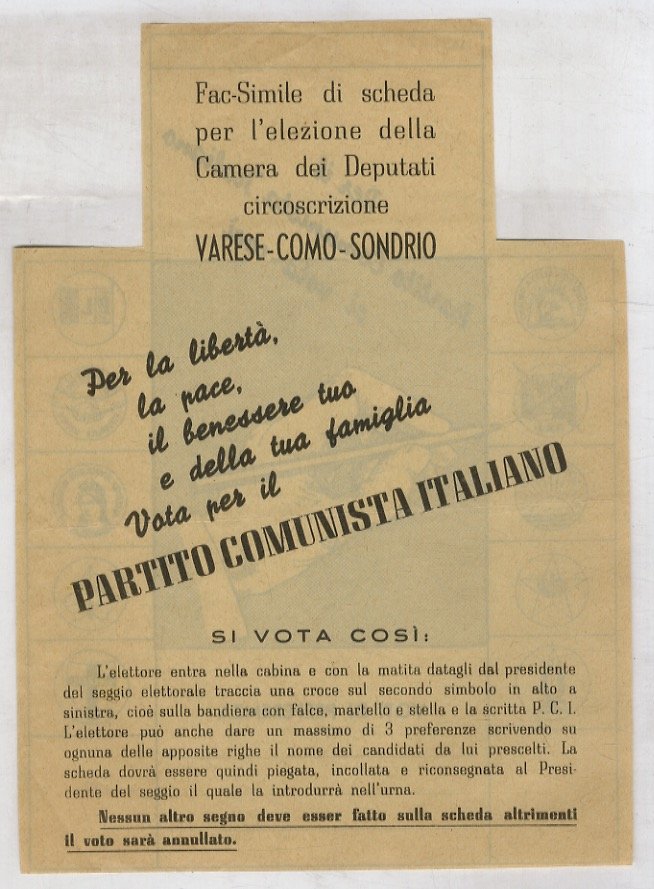 Fac-Simile di scheda
per l'elezione della
Camera dei Deputati
circoscrizione
VARESE-COMO-SONDRIO
Per la libertà,
la pace,
il benessere tuo
e della tua famiglia
Vota per il
PARTITO COMUNISTA ITALIANO
SI VOTA COSÌ:
L'elettore entra nella cabina e con la matita datagli dal presidente
del seggio elettorale traccia una croce sul secondo simbolo in alto a
sinistra, cioè sulla bandiera con falce, martello e stella e la scritta P. C. I.
L'elettore può anche dare un massimo di 3 preferenze scrivendo su
ognuna delle apposite righe il nome dei candidati da lui prescelti. La
scheda dovrà essere quindi piegata, incollata e riconsegnata al Presi-
dente del seggio il quale la introdurrà nell'urna.
Nessun altro segno deve esser fatto sulla scheda altrimenti
il voto sarà annullato.